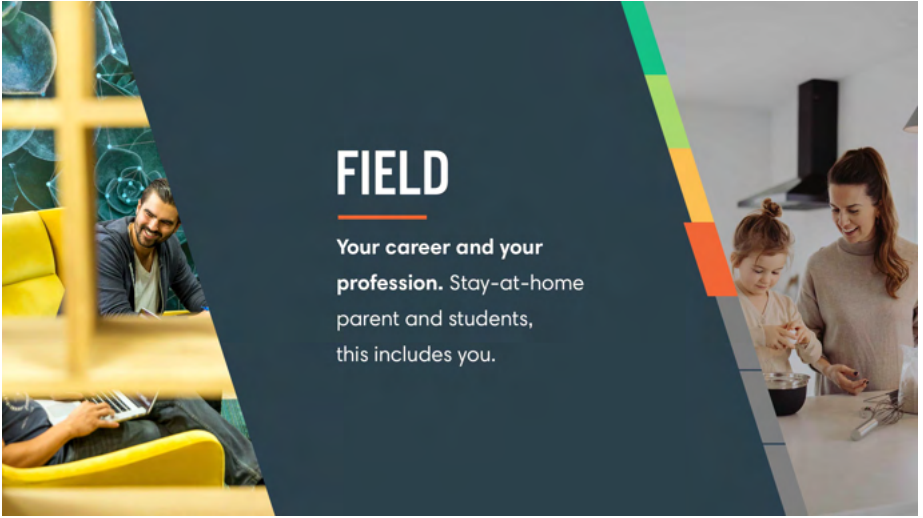 FIELD
Your career and your
profession. Stay-at-home
parent and students,
this includes you.